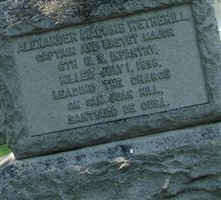 ALEXANDER MACOMB WETHERILL,
CAPTAIN AND BREVET MAJOR
6TH U. S. INFANTRY,
KILLED JULY 1, 1898,
LEADING THE CHARGE
ON SAN JUAN HILL,
SANTIAGO DE CUBA.